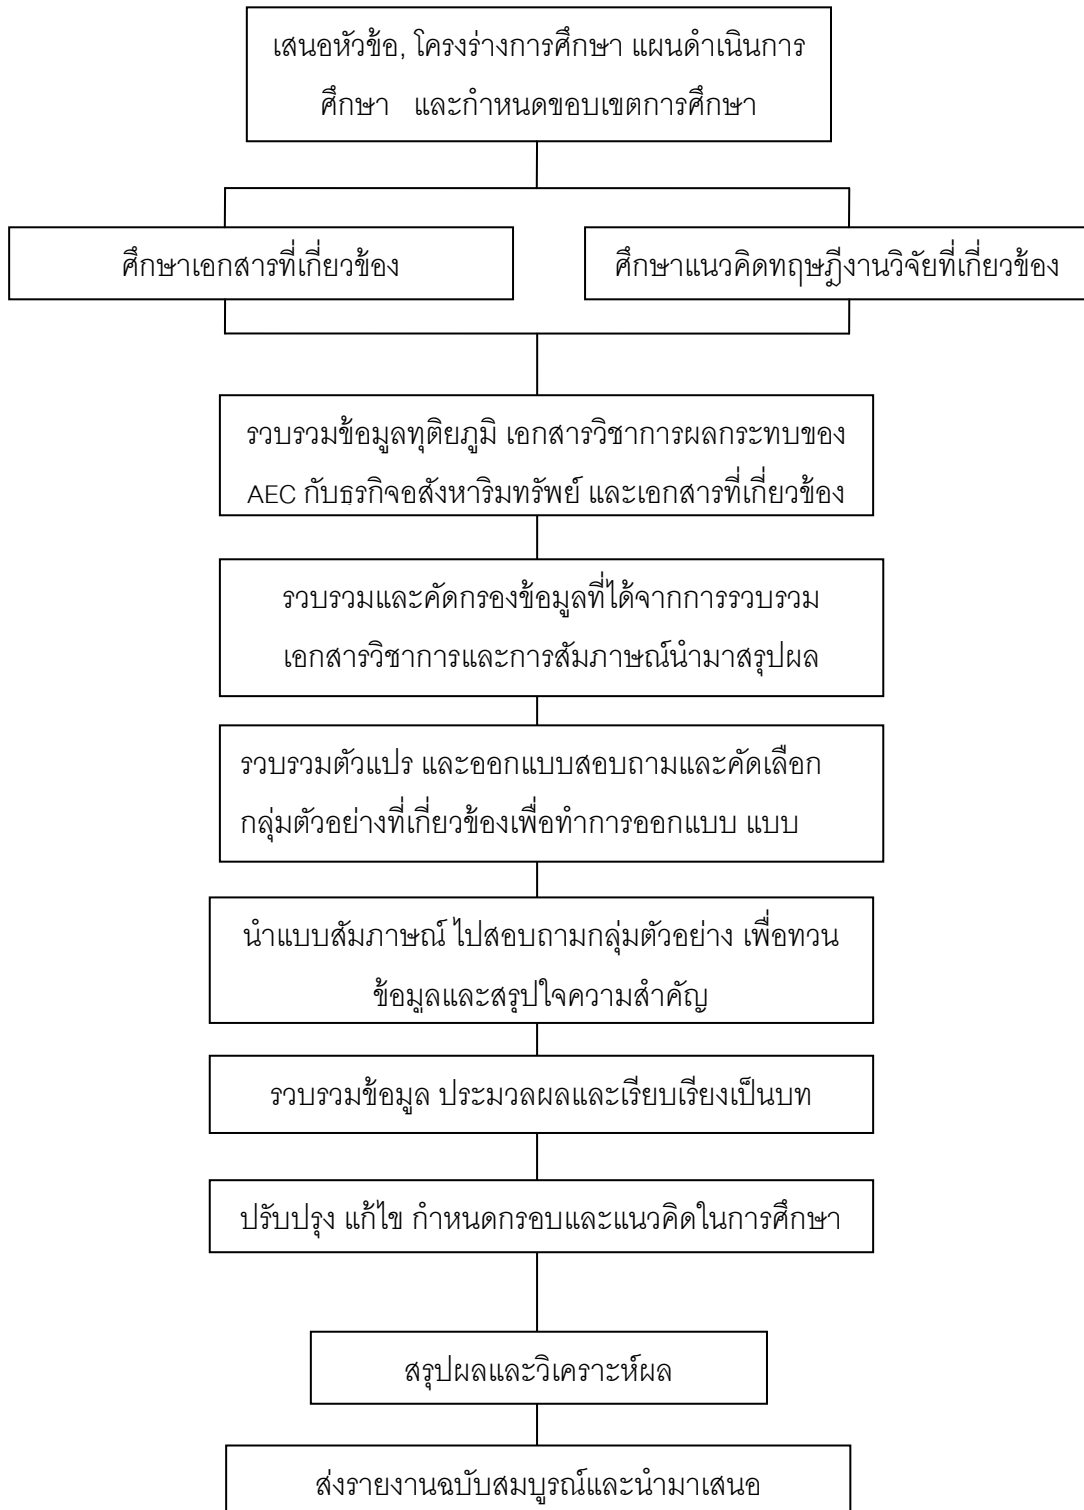 เสนอหัวข้อ, โครงร่างการศึกษา แผนดำเนินการ
ศึกษา และกำหนดขอบเขตการศึกษา
ศึกษาเอกสารที่เกี่ยวข้อง
ศึกษาแนวคิดทฤษฎีงานวิจัยที่เกี่ยวข้อง
รวบรวมข้อมูลทุติยภูมิ เอกสารวิชาการผลกระทบของ
AEC กับธุรกิจอสังหาริมทรัพย์ และเอกสารที่เกี่ยวข้อง
รวบรวมและคัดกรองข้อมูลที่ได้จากการรวบรวม
เอกสารวิชาการและการสัมภาษณ์นำมาสรุปผล
รวบรวมตัวแปร และออกแบบสอบถามและคัดเลือก
กลุ่มตัวอย่างที่เกี่ยวข้องเพื่อทำการออกแบบ แบบ
นำแบบสัมภาษณ์ ไปสอบถามกลุ่มตัวอย่าง เพื่อทวน
ข้อมูลและสรุปใจความสำคัญ
รวบรวมข้อมูล ประมวลผลและเรียบเรียงเป็นบท
ปรับปรุง แก้ไข กำหนดกรอบและแนวคิดในการศึกษา
สรุปผลและวิเคราะห์ผล
ส่งรายงานฉบับสมบูรณ์และนำมาเสนอ